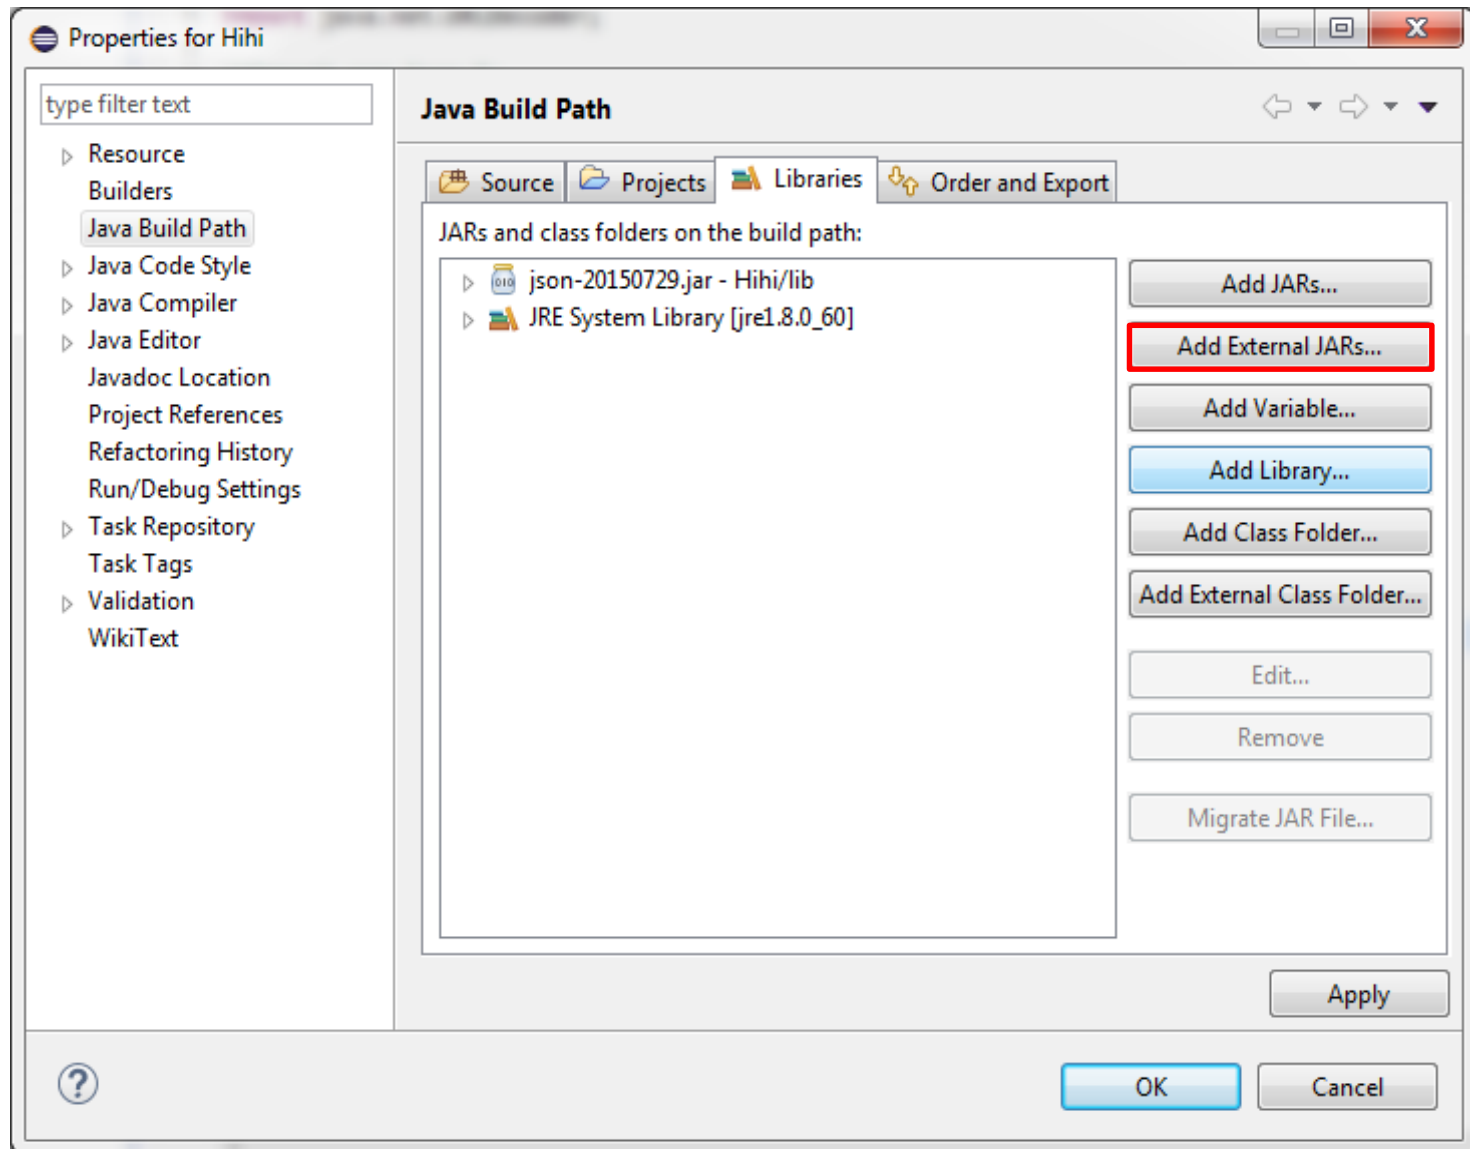 Properties for Hihi
type filter text
Resource
Builders
Java Build Path
Java Code Style
Java Compiler
Java Editor
Javadoc Location
Project References
Refactoring History
Run/Debug Settings
Task Repository
Task Tags
Validation
WikiText
Java Build Path
Source Projects Libraries Order and Export
JARs and class folders on the build path:
json-20150729.jar - Hihi/lib
JRE System Library [jre1.8.0_60]
Add JARs...
Add External JARs...
Add Variable...
Add Library...
Add Class Folder...
Add External Class Folder...
Edit...
Remove
Migrate JAR File...
Apply
OK Cancel